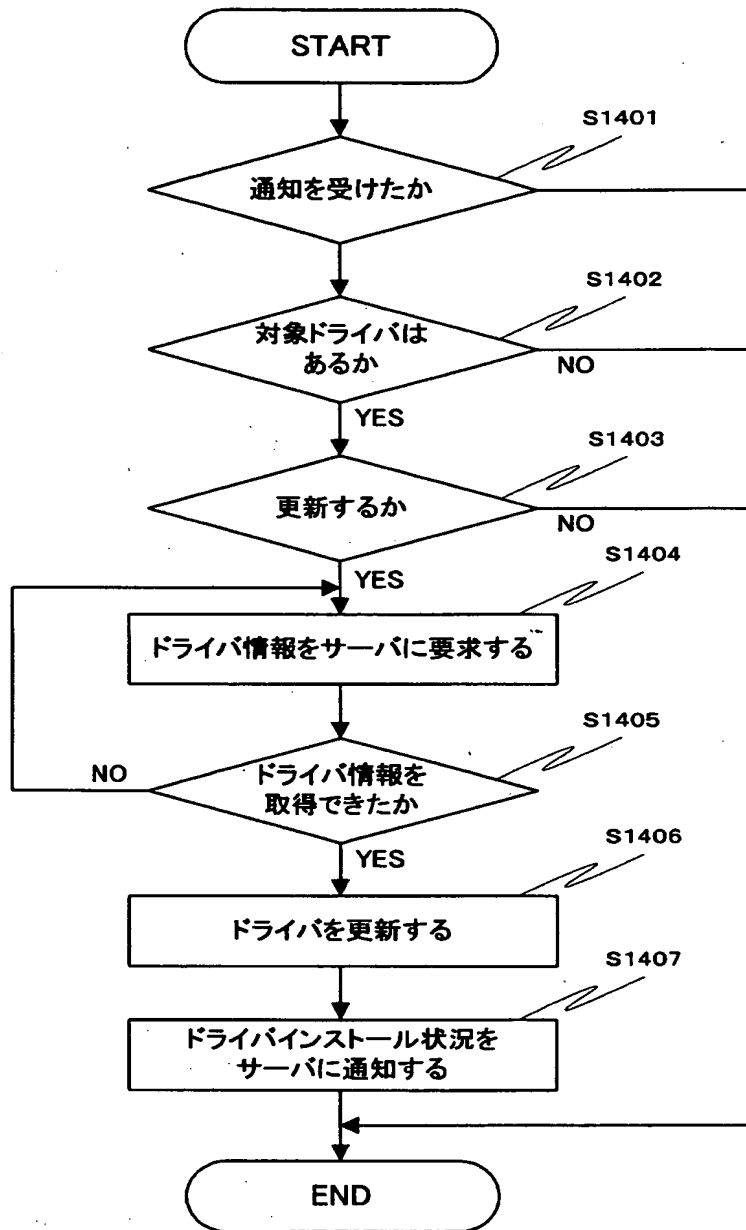 START
S1401
通知を受けたか
S1402
対象ドライバは
あるか
NO
YES
S1403
更新するか
NO
YES
S1404
ドライバ情報をサーバに要求する
S1405
ドライバ情報を
取得できたか
NO
YES
S1406
ドライバを更新する
S1407
ドライバインストール状況を
サーバに通知する
END